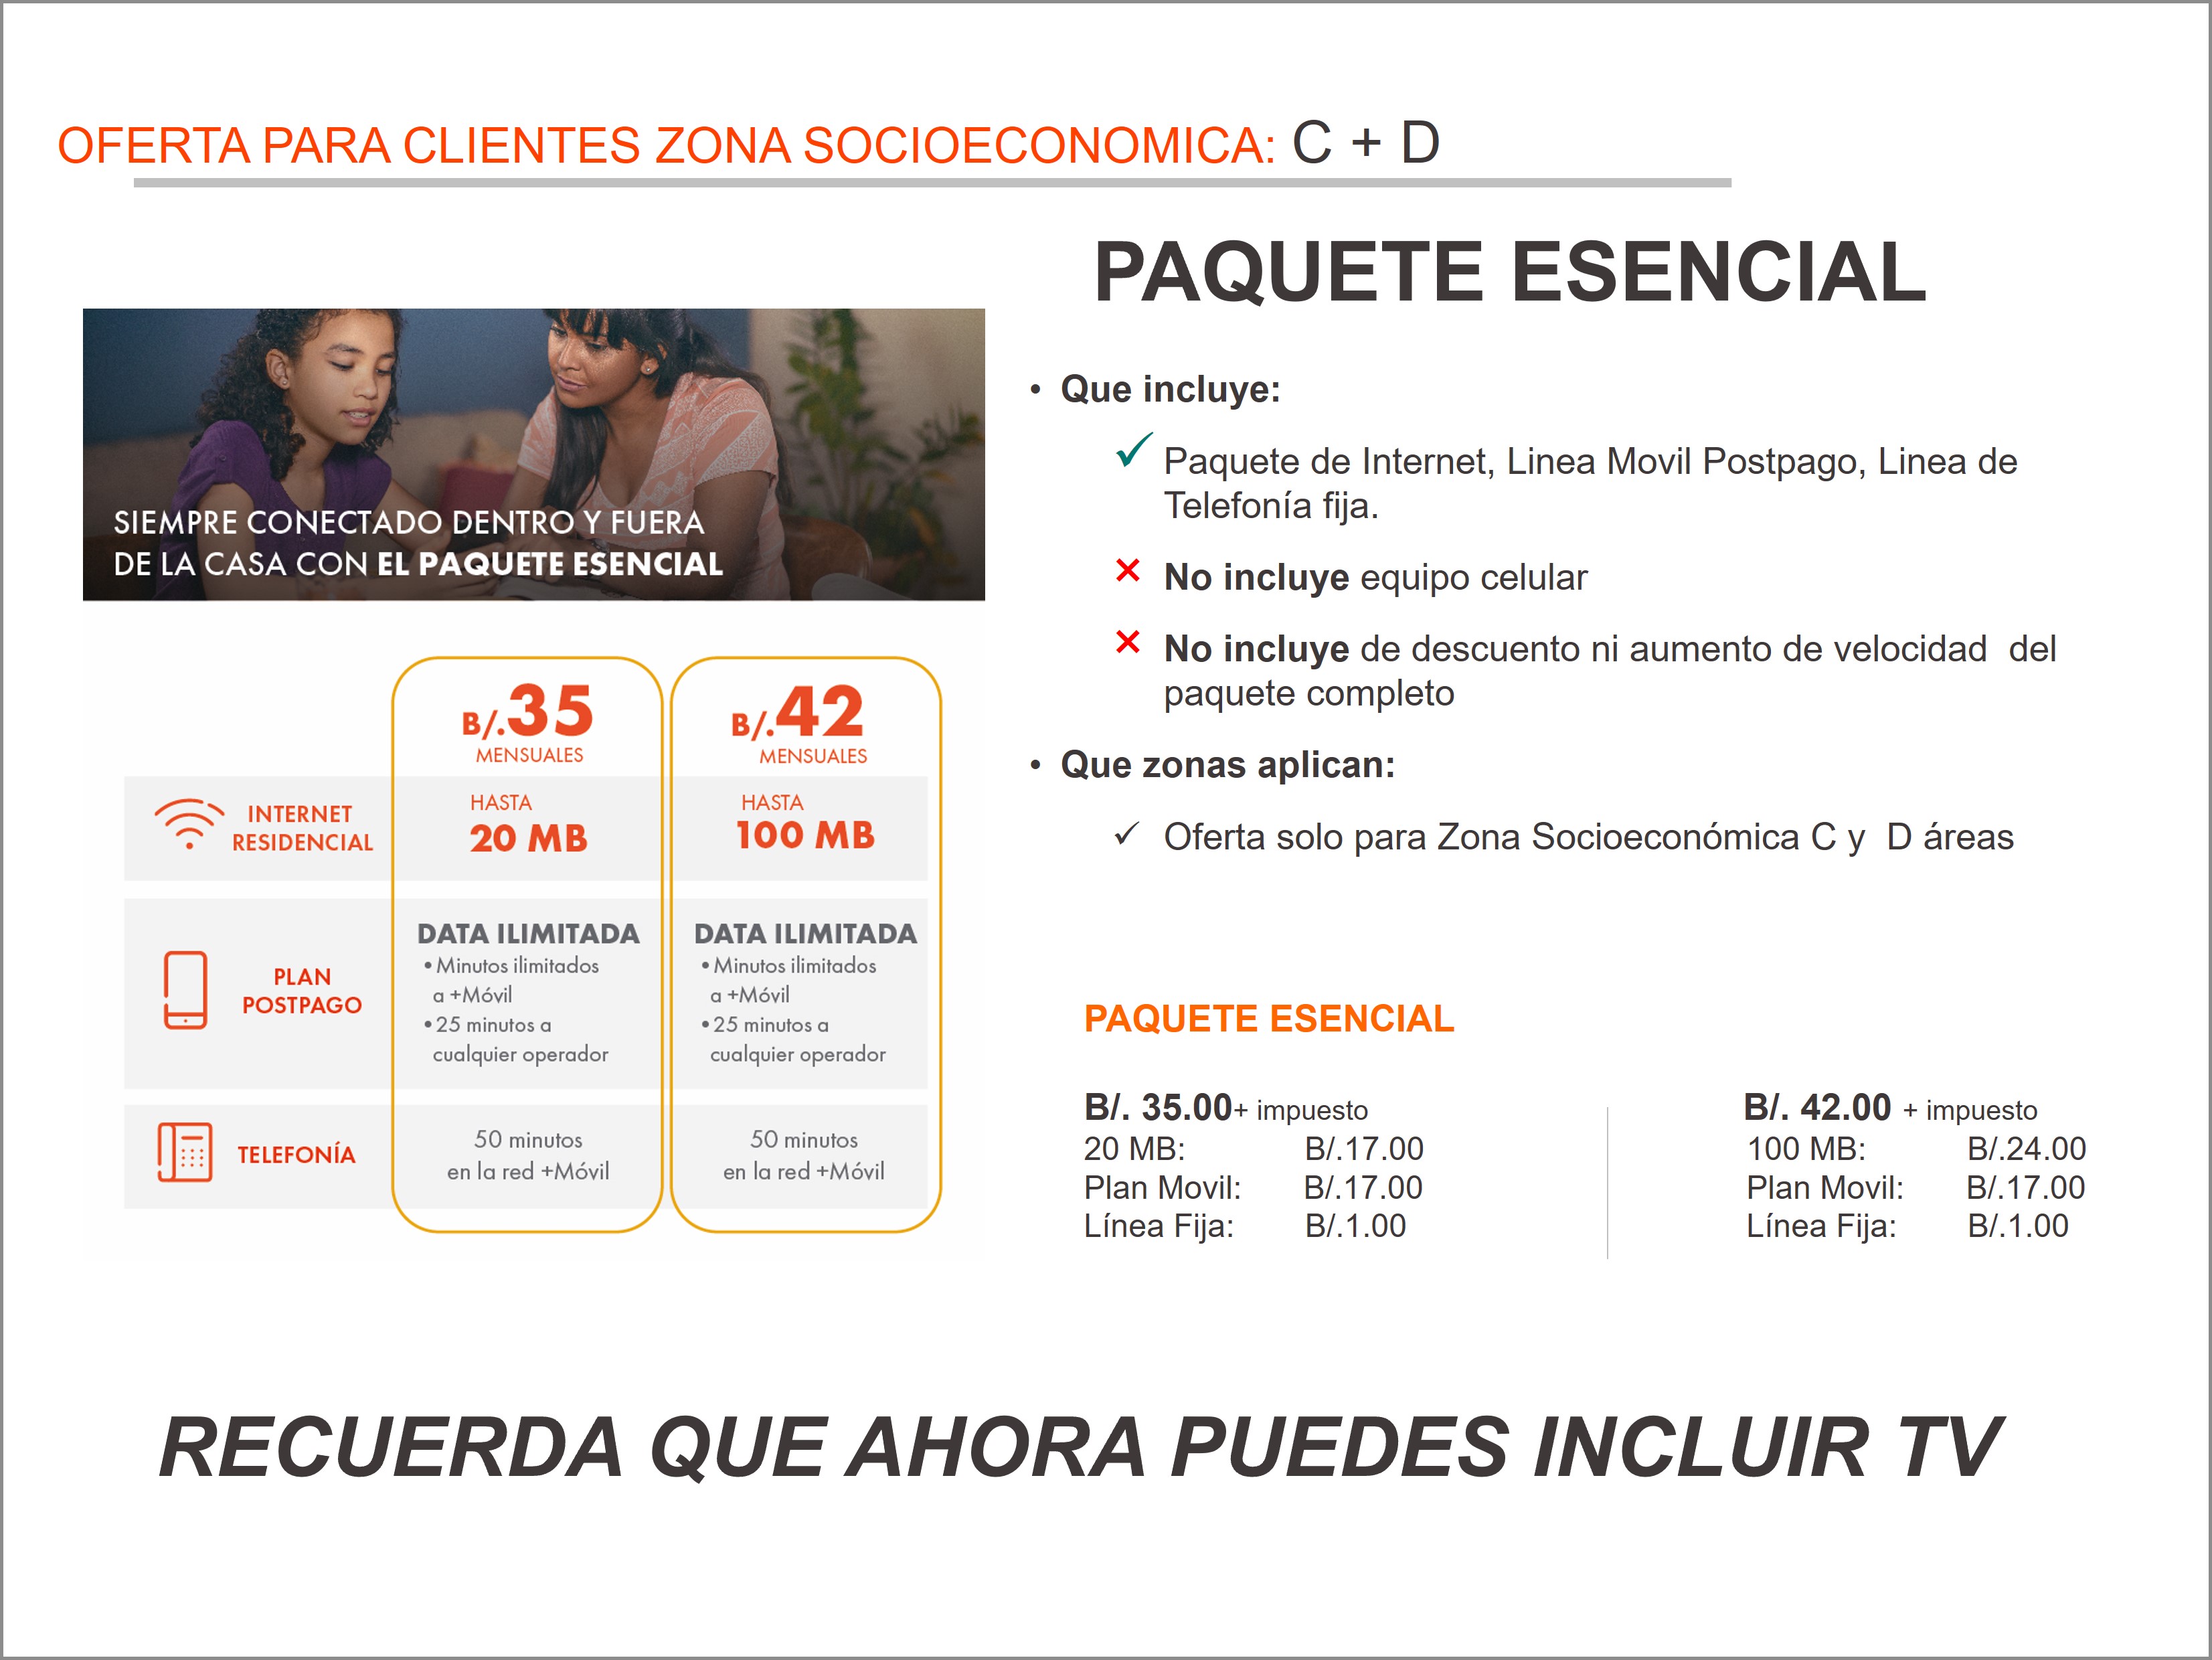 OFERTA PARA CLIENTES ZONA SOCIOECONOMICA: C + D
PAQUETE ESENCIAL
SIEMPRE CONECTADO DENTRO Y FUERA
DE LA CASA CON EL PAQUETE ESENCIAL
B/.35
MENSUALES
B/.42
MENSUALES
INTERNET
RESIDENCIAL
HASTA
20 MB
HASTA
100 MB
PLAN
POSTPAGO
DATA ILIMITADA
• Minutos ilimitados
a +Móvil
• 25 minutos a
cualquier operador
DATA ILIMITADA
• Minutos ilimitados
a +Móvil
• 25 minutos a
cualquier operador
TELEFONÍA
50 minutos
en la red +Móvil
50 minutos
en la red +Móvil
• Que incluye:
✓ Paquete de Internet, Linea Movil Postpago, Linea de
Telefonía fija.
× No incluye equipo celular
× No incluye de descuento ni aumento de velocidad  del
paquete completo
• Que zonas aplican:
✓ Oferta solo para Zona Socioeconómica C y  D áreas
PAQUETE ESENCIAL
B/. 35.00+ impuesto
20 MB: B/.17.00
Plan Movil: B/.17.00
Línea Fija: B/.1.00
B/. 42.00 + impuesto
100 MB: B/.24.00
Plan Movil: B/.17.00
Línea Fija: B/.1.00
RECUERDA QUE AHORA PUEDES INCLUIR TV